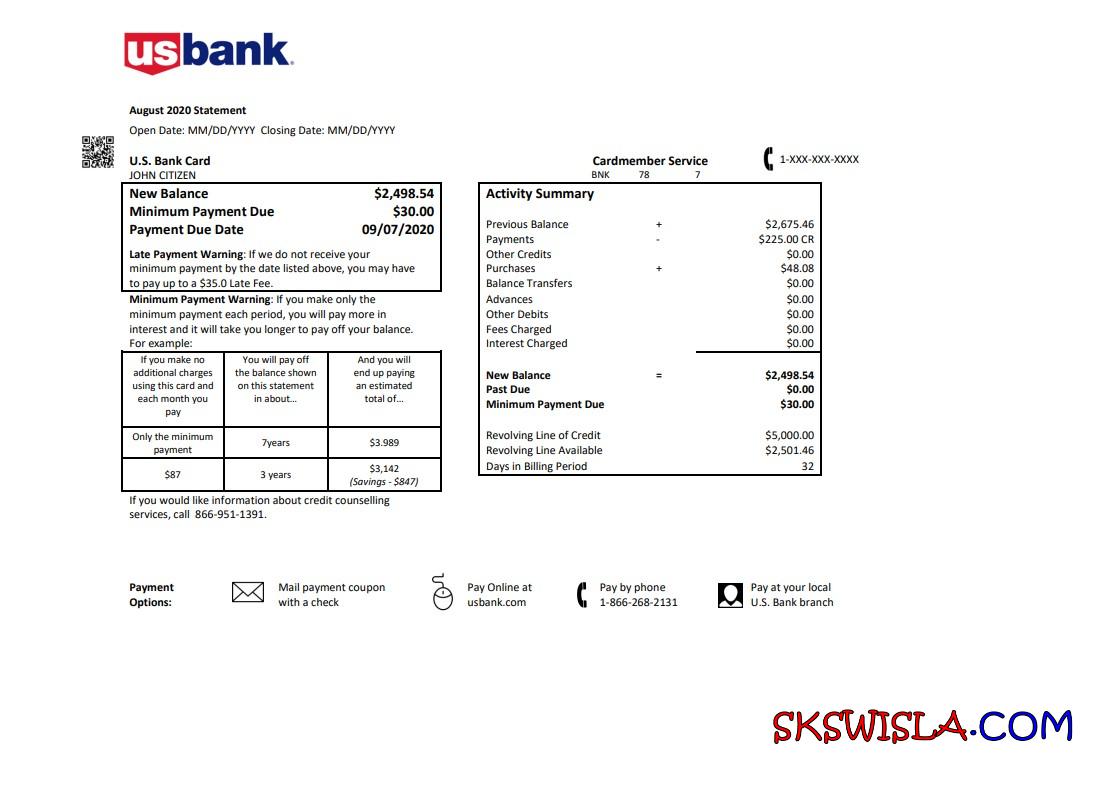 usbank.
August 2020 Statement
Open Date: MM/DD/YYYY Closing Date: MM/DD/YYYY
U.S. Bank Card
JOHN CITIZEN
Cardmember Service
BNK 78 7
1-XXX-XXX-XXXX
New Balance $2,498.54
Minimum Payment Due $30.00
Payment Due Date 09/07/2020
Late Payment Warning: If we do not receive your
minimum payment by the date listed above, you may have
to pay up to a $35.0 Late Fee.
Minimum Payment Warning: If you make only the
minimum payment each period, you will pay more in
interest and it will take you longer to pay off your balance.
For example:
If you make no
additional charges
using this card and
each month you
pay
You will pay off
the balance shown
on this statement
in about...
And you will
end up paying
an estimated
total of...
Only the minimum
payment
7years
$3.989
$87
3 years
$3,142
(Savings - $847)
If you would like information about credit counselling
services, call 866-951-1391.
Activity Summary
Previous Balance + $2,675.46
Payments - $225.00 CR
Other Credits $0.00
Purchases + $48.08
Balance Transfers $0.00
Advances $0.00
Other Debits $0.00
Fees Charged $0.00
Interest Charged $0.00
New Balance = $2,498.54
Past Due $0.00
Minimum Payment Due $30.00
Revolving Line of Credit $5,000.00
Revolving Line Available $2,501.46
Days in Billing Period 32
Payment
Options:
Mail payment coupon
with a check
Pay Online at
usbank.com
Pay by phone
1-866-268-2131
Pay at your local
U.S. Bank branch
SKSWISLA.COM